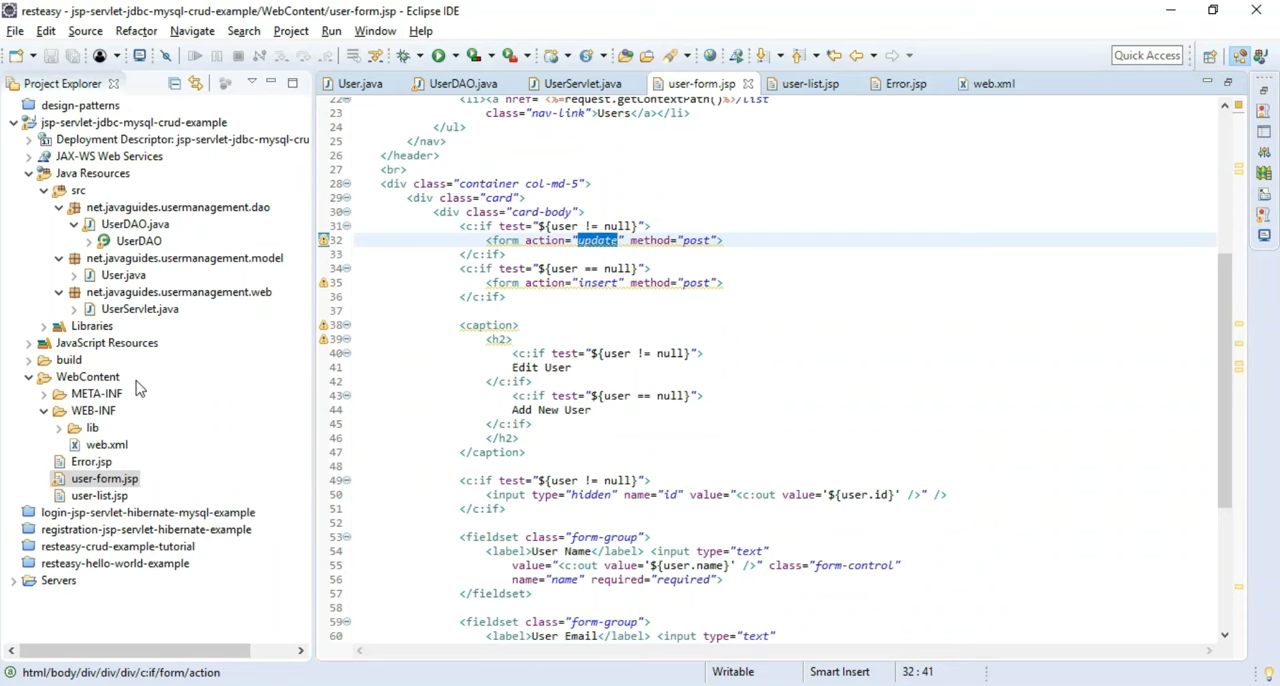 resteasy - jsp-servlet-jdbc-mysql-crud-example/WebContent/user-form.jsp - Eclipse IDE
File Edit Source Refactor Navigate Search Project Run Window Help
Quick Access
Project Explorer
User.java UserDAO.java UserServlet.java user-form.jsp user-list.jsp Error.jsp web.xml
design-patterns
jsp-servlet-jdbc-mysql-crud-example
Deployment Descriptor: jsp-servlet-jdbc-mysql-cru
JAX-WS Web Services
Java Resources
src
net.javaguides.usermanagement.dao
UserDAO.java
UserDAO
net.javaguides.usermanagement.model
User.java
net.javaguides.usermanagement.web
UserServlet.java
Libraries
JavaScript Resources
build
WebContent
META-INF
WEB-INF
lib
web.xml
Error.jsp
user-form.jsp
user-list.jsp
login-jsp-servlet-hibernate-mysql-example
registration-jsp-servlet-hibernate-example
resteasy-crud-example-tutorial
resteasy-hello-world-example
Servers
22 <li><a href="<%=request.getContextPath()%>/list"
23 class="nav-link">Users</a></li>
24 </ul>
25 </nav>
26 </header>
27 <br>
28 <div class="container col-md-5">
29 <div class="card">
30 <div class="card-body">
31 <c:if test="${user != null}">
32 <form action="update" method="post">
33 </c:if>
34 <c:if test="${user == null}">
35 <form action="insert" method="post">
36 </c:if>
37
38 <caption>
39 <h2>
40 <c:if test="${user != null}">
41 Edit User
42 </c:if>
43 <c:if test="${user == null}">
44 Add New User
45 </c:if>
46 </h2>
47 </caption>
48
49 <c:if test="${user != null}">
50 <input type="hidden" name="id" value="<c:out value='${user.id}' />" />
51 </c:if>
52
53 <fieldset class="form-group">
54 <label>User Name</label> <input type="text"
55 value="<c:out value='${user.name}' />" class="form-control"
56 name="name" required="required">
57 </fieldset>
58
59 <fieldset class="form-group">
60 <label>User Email</label> <input type="text"
html/body/div/div/div/c:if/form/action Writable Smart Insert 32 : 41